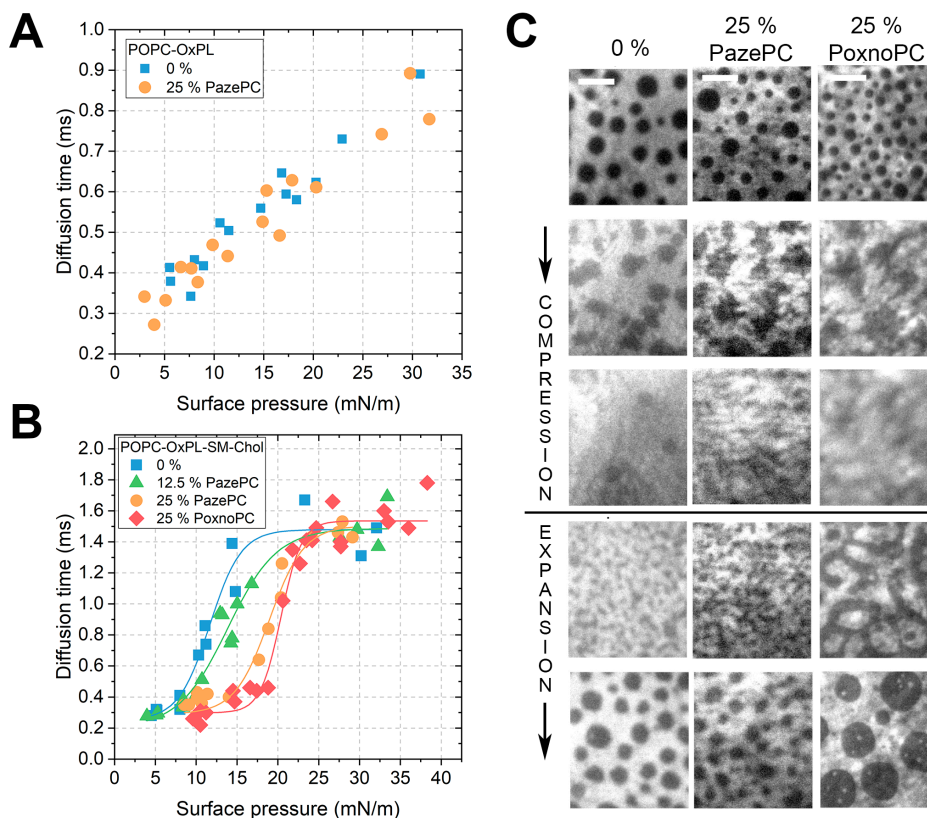 A
POPC-OxPL
0 %
25 % PazePC
1.0
0.9
0.8
0.7
0.6
0.5
0.4
0.3
0.2
Diffusion time (ms)
0 5 10 15 20 25 30 35
Surface pressure (mN/m)
B
POPC-OxPL-SM-Chol
0 %
12.5 % PazePC
25 % PazePC
25 % PoxnoPC
2.0
1.8
1.6
1.4
1.2
1.0
0.8
0.6
0.4
0.2
0.0
Diffusion time (ms)
0 5 10 15 20 25 30 35 40
Surface pressure (mN/m)
C
0 %
25 %
PazePC
25 %
PoxnoPC
COMPRESSION
EXPANSION